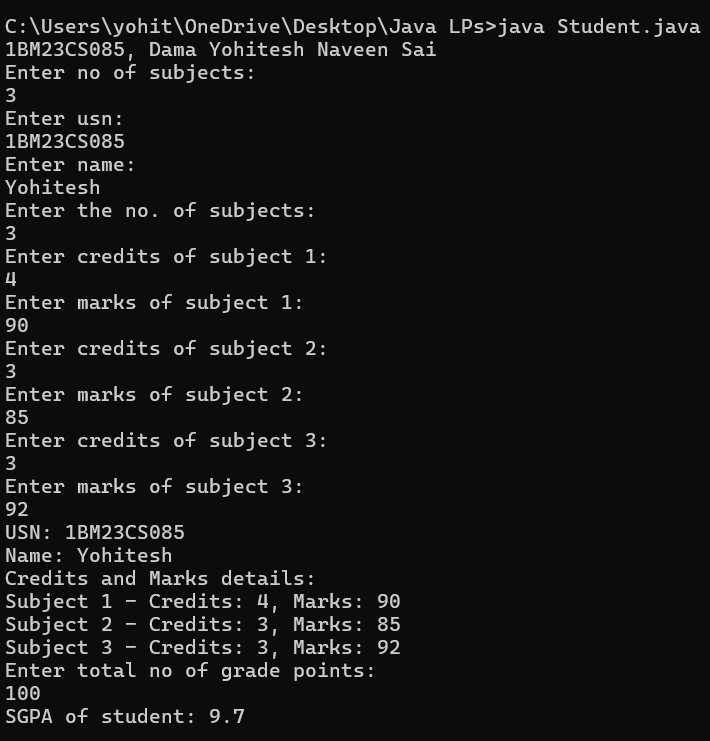 C:\Users\yohit\OneDrive\Desktop\Java LPs>java Student.java
1BM23CS085, Dama Yohitesh Naveen Sai
Enter no of subjects:
3
Enter usn:
1BM23CS085
Enter name:
Yohitesh
Enter the no. of subjects:
3
Enter credits of subject 1:
4
Enter marks of subject 1:
90
Enter credits of subject 2:
3
Enter marks of subject 2:
85
Enter credits of subject 3:
3
Enter marks of subject 3:
92
USN: 1BM23CS085
Name: Yohitesh
Credits and Marks details:
Subject 1 - Credits: 4, Marks: 90
Subject 2 - Credits: 3, Marks: 85
Subject 3 - Credits: 3, Marks: 92
Enter total no of grade points:
100
SGPA of student: 9.7